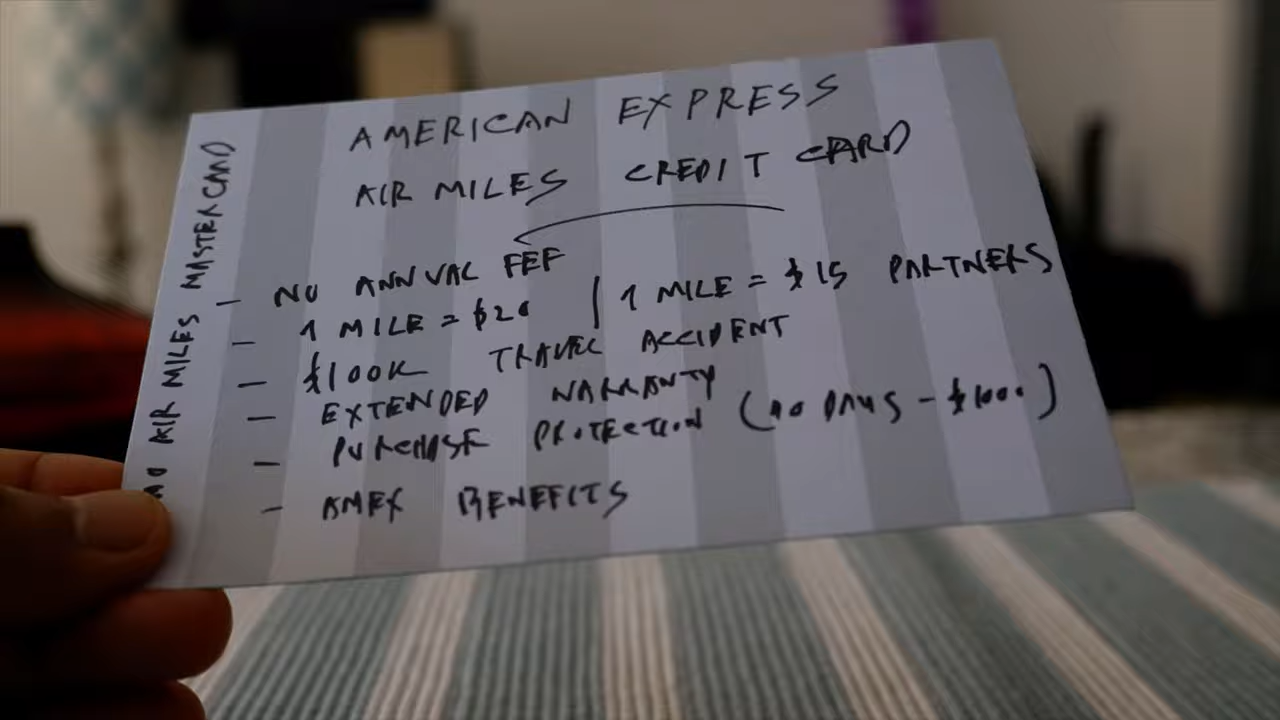 AMERICAN EXPRESS
AIR MILES CREDIT CARD
- NO ANNUAL FEE
- 1 MILE = $20 | 1 MILE = $15 PARTNERS
- $100K TRAVEL ACCIDENT
- EXTENDED WARRANTY
- PURCHASE PROTECTION (90 DAYS - $1000)
- AMEX BENEFITS
AIR MILES MASTERCARD